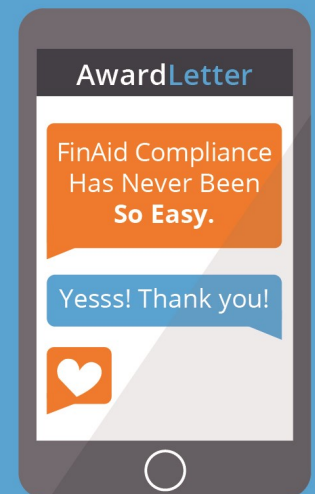 AwardLetter
FinAid Compliance
Has Never Been
So Easy.
Yesss! Thank you!